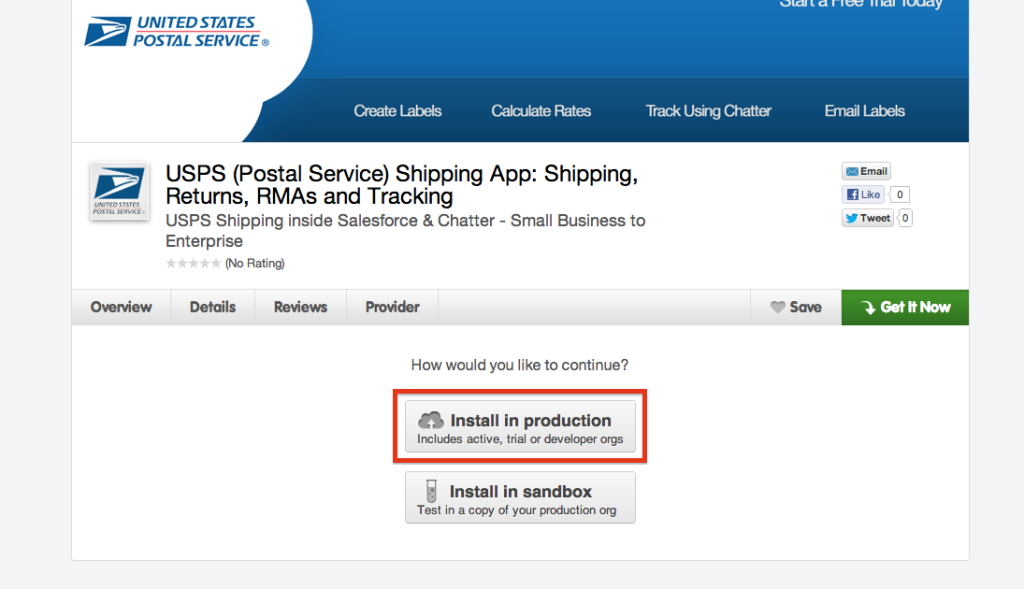 Start a Free Trial Today
UNITED STATES
POSTAL SERVICE ®
Create Labels
Calculate Rates
Track Using Chatter
Email Labels
UNITED STATES
POSTAL SERVICE
USPS (Postal Service) Shipping App: Shipping,
Returns, RMAs and Tracking
USPS Shipping inside Salesforce & Chatter - Small Business to
Enterprise
(No Rating)
Email
Like 0
Tweet 0
Overview
Details
Reviews
Provider
Save
Get It Now
How would you like to continue?
Install in production
Includes active, trial or developer orgs
Install in sandbox
Test in a copy of your production org